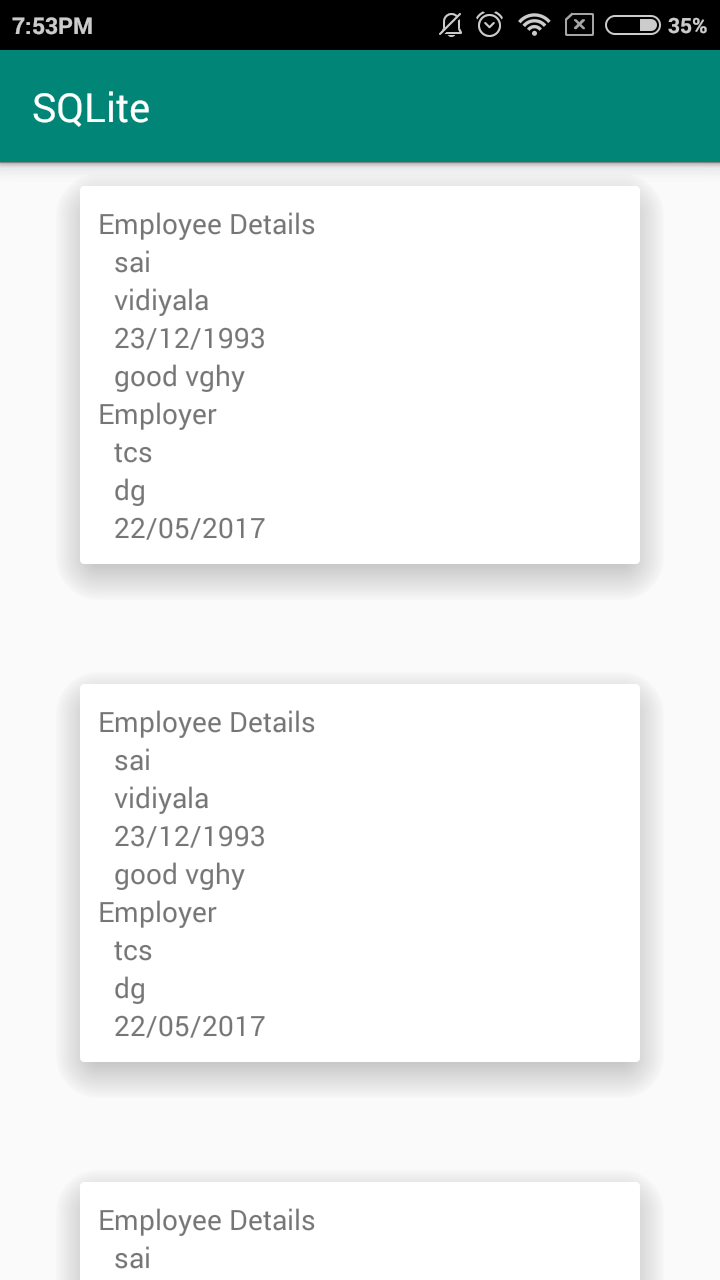 7:53PM 35%
SQLite
Employee Details
sai
vidiyala
23/12/1993
good vghy
Employer
tcs
dg
22/05/2017
Employee Details
sai
vidiyala
23/12/1993
good vghy
Employer
tcs
dg
22/05/2017
Employee Details
sai